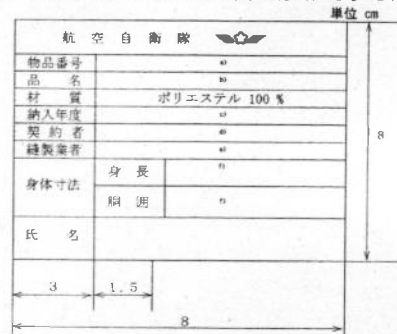 単位 cm
航空自衛隊
物品番号 a)
品名 b)
材質 ポリエステル 100 %
納入年度 c)
契約者 d)
縫製業者 e)
身体寸法
身長 f)
胴囲 f)
氏名
8
3 1.5
8